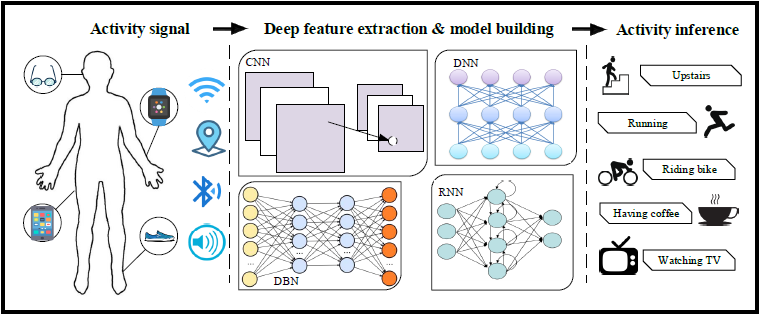 Activity signal
Deep feature extraction & model building
Activity inference
CNN
DNN
DBN
...
...
...
...
RNN
Upstairs
Running
Riding bike
Having coffee
Watching TV